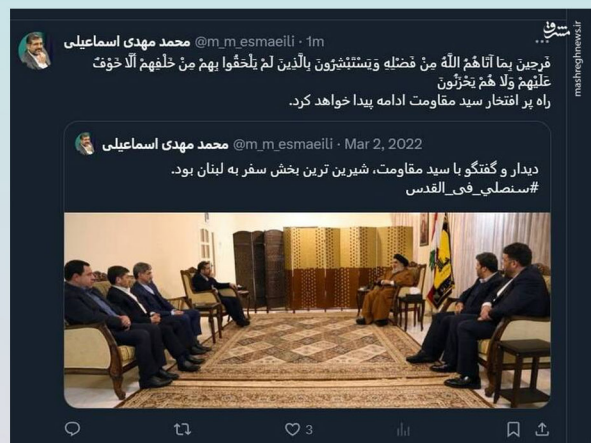 مشرق
mashreghnews.ir
محمد مهدی اسماعیلی @m_m_esmaeili · 1m
فَرِحِينَ بِمَا آتَاهُمُ اللَّهُ مِنْ فَضْلِهِ وَيَسْتَبْشِرُونَ بِالَّذِينَ لَمْ يَلْحَقُوا بِهِمْ مِنْ خَلْفِهِمْ أَلَّا خَوْفٌ
عَلَيْهِمْ وَلَا هُمْ يَحْزَنُونَ
راه پر افتخار سید مقاومت ادامه پیدا خواهد کرد.
محمد مهدی اسماعیلی @m_m_esmaeili · Mar 2, 2022
دیدار و گفتگو با سید مقاومت، شیرین ترین بخش سفر به لبنان بود.
#سنصلي_فی_القدس
3